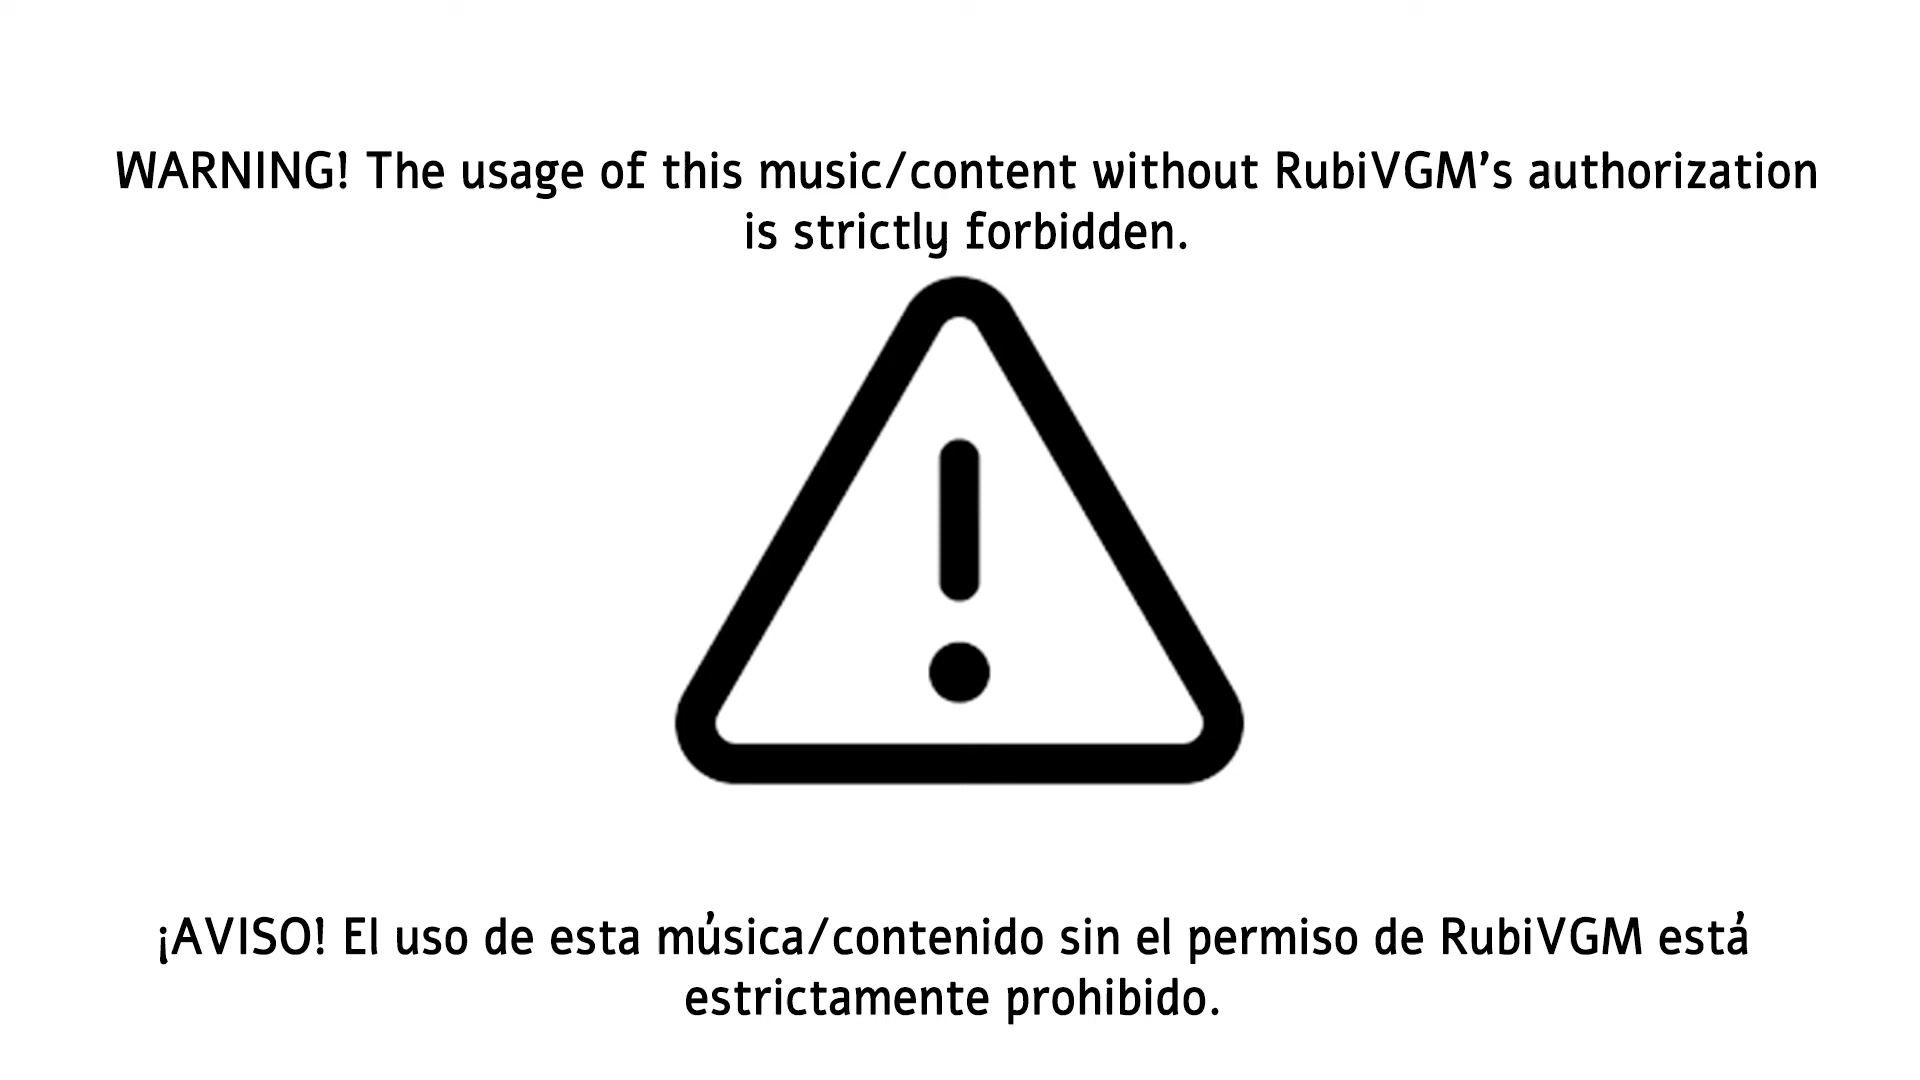 WARNING! The usage of this music/content without RubiVGM's authorization
is strictly forbidden.
¡AVISO! El uso de esta música/contenido sin el permiso de RubiVGM está
estrictamente prohibido.